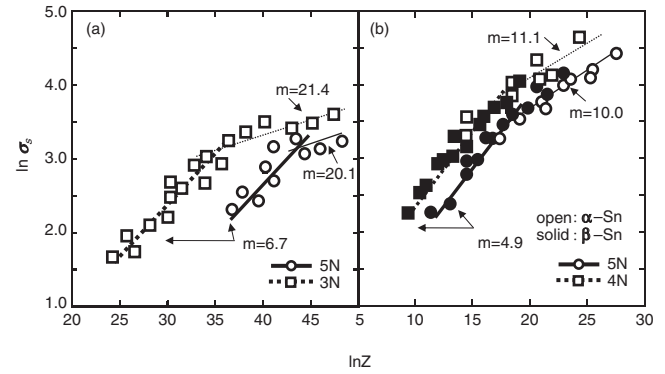 (a)
(b)
5.0
4.0
3.0
2.0
1.0
ln σs
m=21.4
m=20.1
m=6.7
5N
3N
20 25 30 35 40 45
m=11.1
m=10.0
m=4.9
open: α-Sn
solid : β-Sn
5N
4N
5 10 15 20 25 30
lnZ